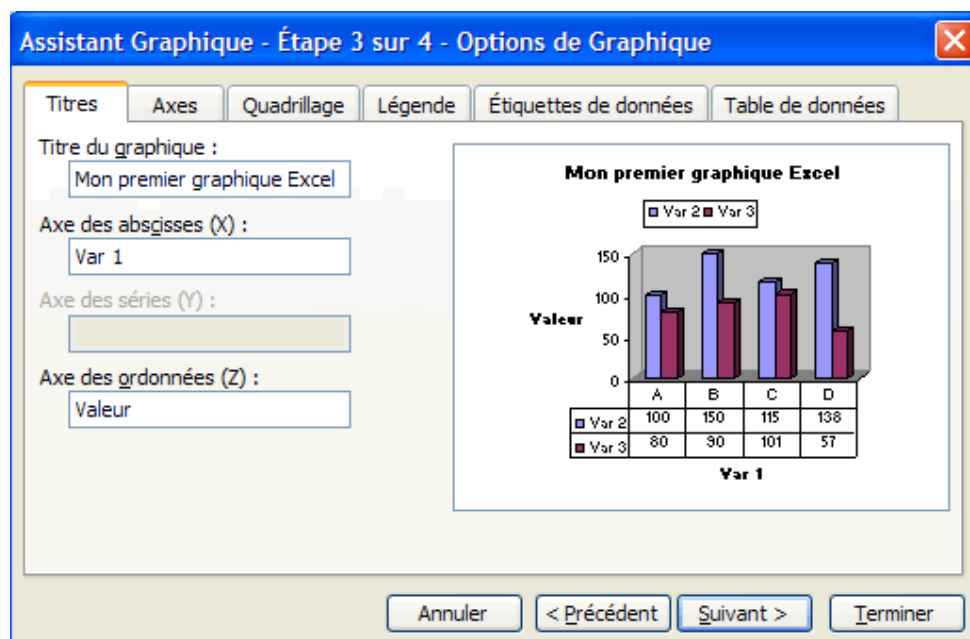 Assistant Graphique - Étape 3 sur 4 - Options de Graphique
Titres Axes Quadrillage Légende Étiquettes de données Table de données
Titre du graphique :
Mon premier graphique Excel
Axe des abscisses (X) :
Var 1
Axe des séries (Y) :
Axe des ordonnées (Z) :
Valeur
Mon premier graphique Excel
Var 2 Var 3
150
100
50
0
Valeur
A B C D
Var 2 100 150 115 138
Var 3 80 90 101 57
Var 1
Annuler < Précédent Suivant > Terminer